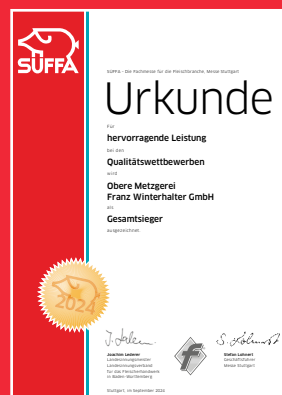 SÜFFA
SÜFFA – Die Fachmesse für die Fleischbranche, Messe Stuttgart
Urkunde
Für
hervorragende Leistung
bei den
Qualitätswettbewerben
wird
Obere Metzgerei
Franz Winterhalter GmbH
als
Gesamtsieger
ausgezeichnet.
2024
Joachim Lederer
Landesinnungsmeister
Landesinnungsverband
für das Fleischerhandwerk
in Baden-Württemberg
Stefan Lohnert
Geschäftsführer
Messe Stuttgart
Stuttgart, im September 2024